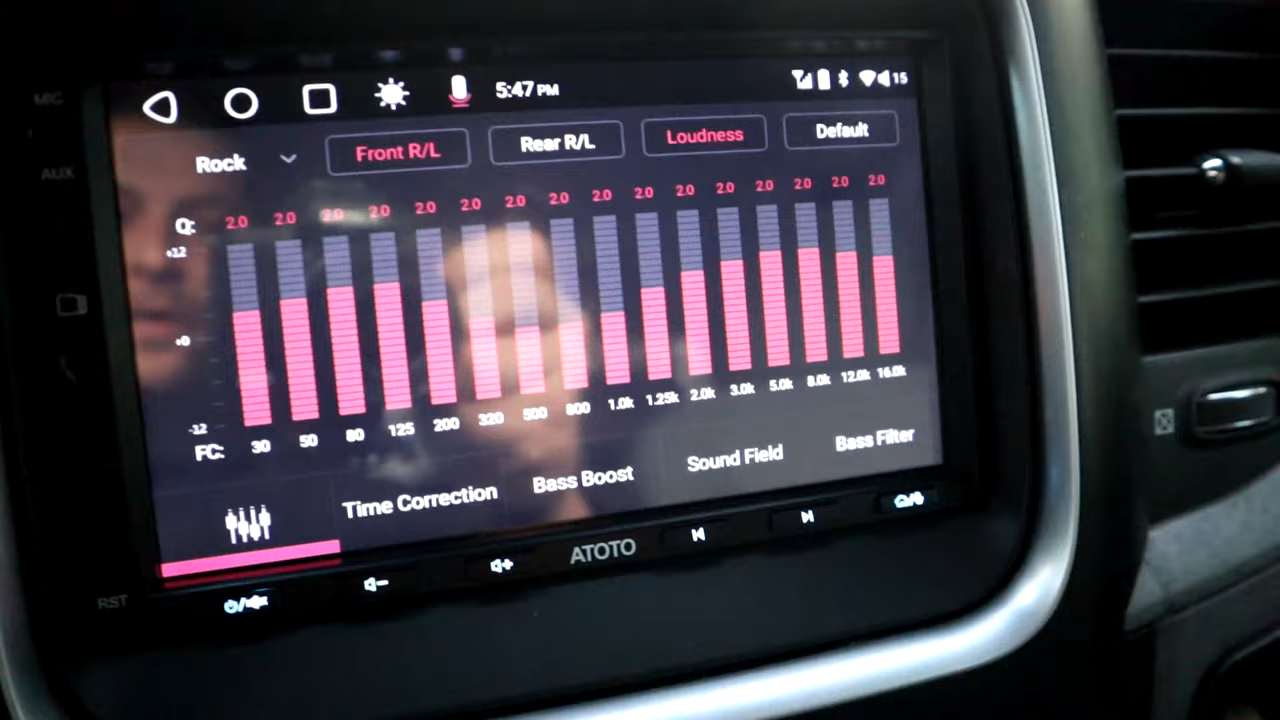 MIC
5:47 PM
15
AUX
Rock
Front R/L
Rear R/L
Loudness
Default
Q:
2.0 2.0 2.0 2.0 2.0 2.0 2.0 2.0 2.0 2.0 2.0 2.0 2.0 2.0 2.0 2.0
+12
+0
-12
FC: 30 50 80 125 200 320 500 800 1.0k 1.25k 2.0k 3.0k 5.0k 8.0k 12.0k 16.0k
Time Correction
Bass Boost
Sound Field
Bass Filter
ATOTO
RST